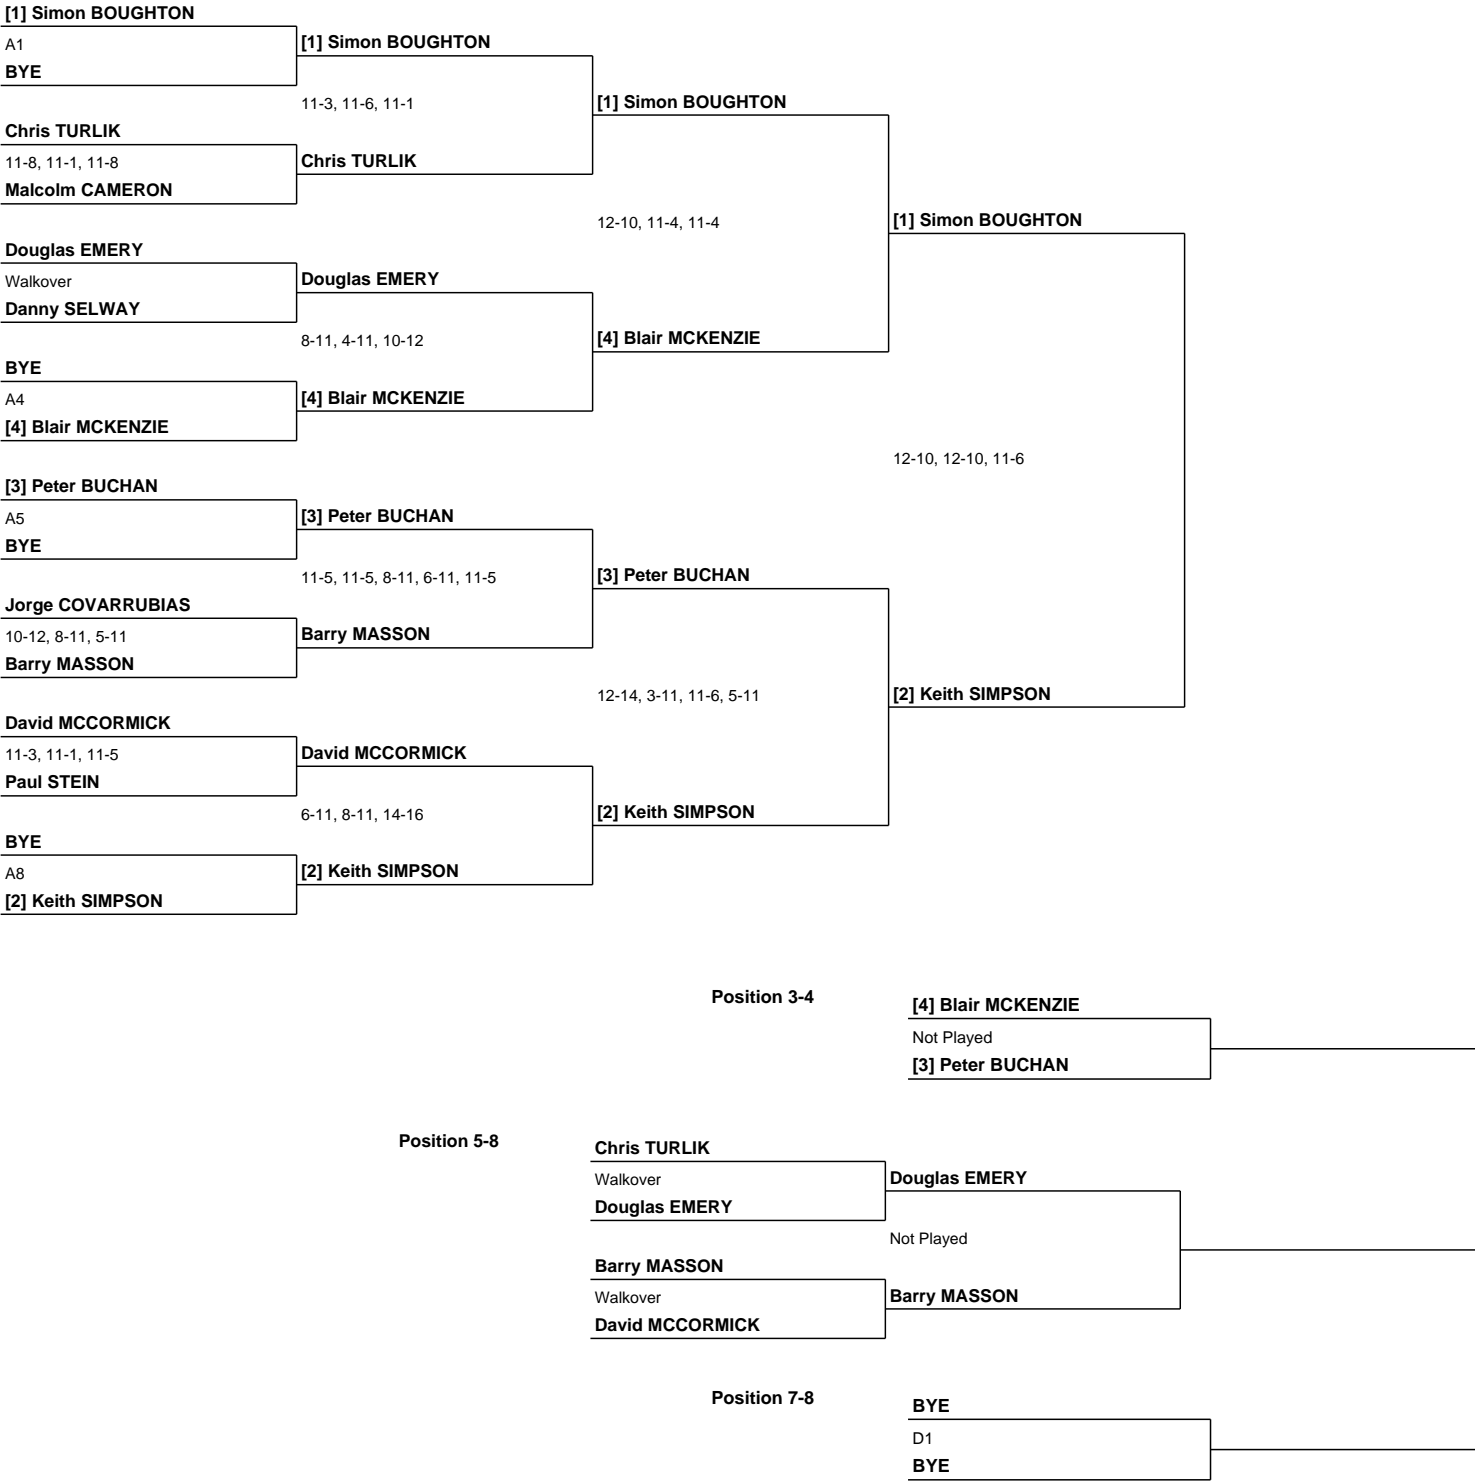 [1] Simon BOUGHTON
A1
BYE
[1] Simon BOUGHTON
11-3, 11-6, 11-1
[1] Simon BOUGHTON
Chris TURLIK
11-8, 11-1, 11-8
Malcolm CAMERON
Chris TURLIK
12-10, 11-4, 11-4
[1] Simon BOUGHTON
Douglas EMERY
Walkover
Danny SELWAY
Douglas EMERY
8-11, 4-11, 10-12
[4] Blair MCKENZIE
BYE
A4
[4] Blair MCKENZIE
[4] Blair MCKENZIE
12-10, 12-10, 11-6
[3] Peter BUCHAN
A5
BYE
[3] Peter BUCHAN
11-5, 11-5, 8-11, 6-11, 11-5
[3] Peter BUCHAN
Jorge COVARRUBIAS
10-12, 8-11, 5-11
Barry MASSON
Barry MASSON
12-14, 3-11, 11-6, 5-11
[2] Keith SIMPSON
David MCCORMICK
11-3, 11-1, 11-5
Paul STEIN
David MCCORMICK
6-11, 8-11, 14-16
[2] Keith SIMPSON
BYE
A8
[2] Keith SIMPSON
[2] Keith SIMPSON
Position 3-4
[4] Blair MCKENZIE
Not Played
[3] Peter BUCHAN
Position 5-8
Chris TURLIK
Walkover
Douglas EMERY
Douglas EMERY
Not Played
Barry MASSON
Walkover
David MCCORMICK
Barry MASSON
Position 7-8
BYE
D1
BYE